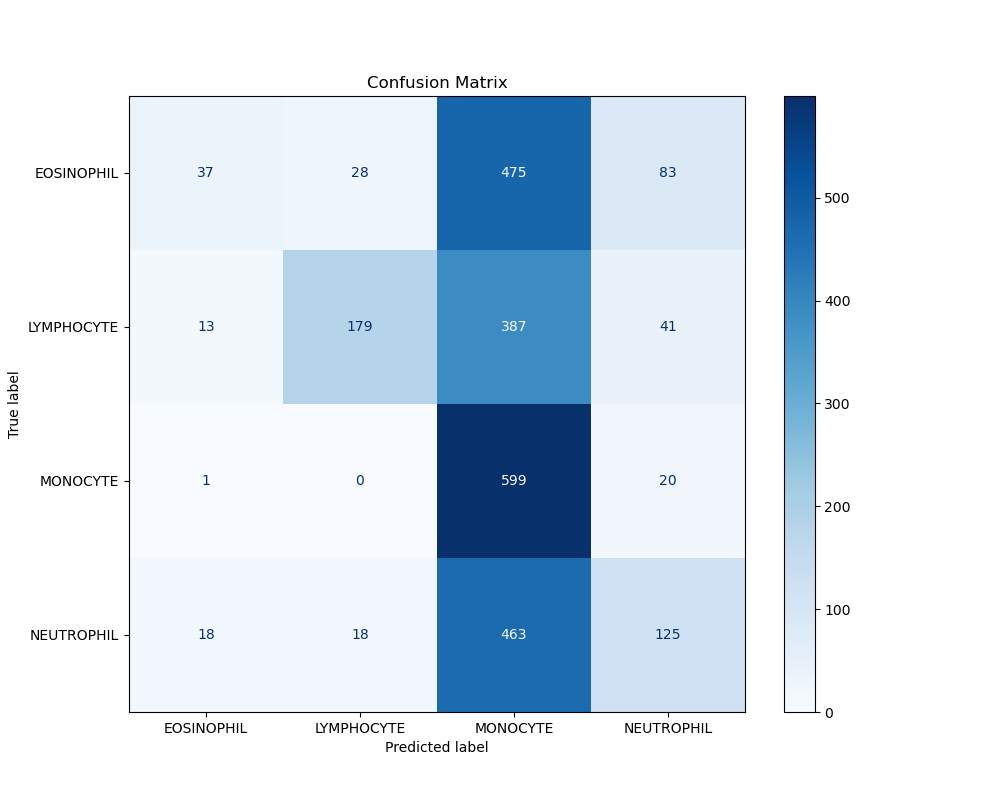 Confusion Matrix
EOSINOPHIL 37 28 475 83
LYMPHOCYTE 13 179 387 41
MONOCYTE 1 0 599 20
NEUTROPHIL 18 18 463 125
EOSINOPHIL LYMPHOCYTE MONOCYTE NEUTROPHIL
Predicted label
True label
500
400
300
200
100
0